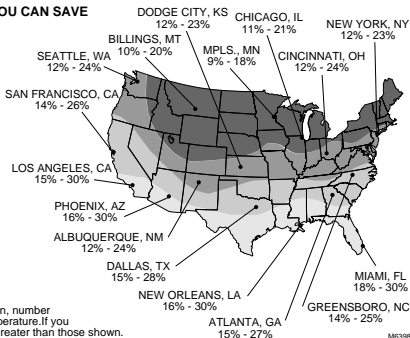 OU CAN SAVE
DODGE CITY, KS
12% - 23%
CHICAGO, IL
11% - 21%
NEW YORK, NY
12% - 23%
BILLINGS, MT
10% - 20%
MPLS., MN
9% - 18%
SEATTLE, WA
12% - 24%
CINCINNATI, OH
12% - 24%
SAN FRANCISCO, CA
14% - 26%
LOS ANGELES, CA
15% - 30%
PHOENIX, AZ
16% - 30%
ALBUQUERQUE, NM
12% - 24%
DALLAS, TX
15% - 28%
MIAMI, FL
18% - 30%
NEW ORLEANS, LA
16% - 30%
GREENSBORO, NC
14% - 25%
ATLANTA, GA
15% - 27%
n, number
perature.If you
reater than those shown.